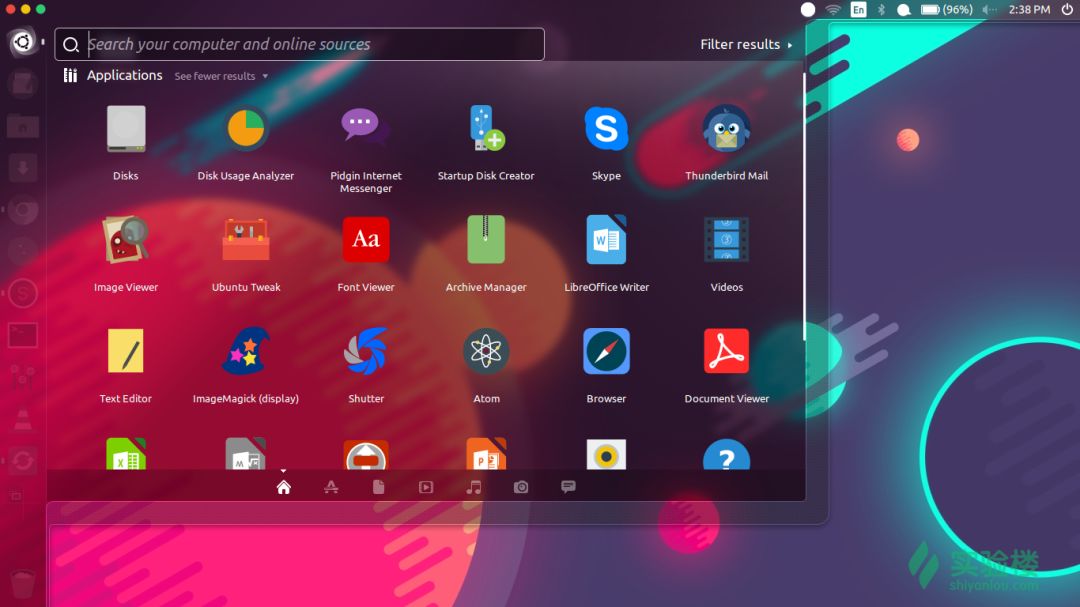 En
(96%)
2:38 PM
Search your computer and online sources
Filter results
Applications
See fewer results
Disks
Disk Usage Analyzer
Pidgin Internet
Messenger
Startup Disk Creator
S
Skype
Thunderbird Mail
Image Viewer
Ubuntu Tweak
Aa
Font Viewer
Archive Manager
W
LibreOffice Writer
Videos
Text Editor
ImageMagick (display)
Shutter
Atom
Browser
Document Viewer
X
W
P
?
实验楼
shiyanlou.com